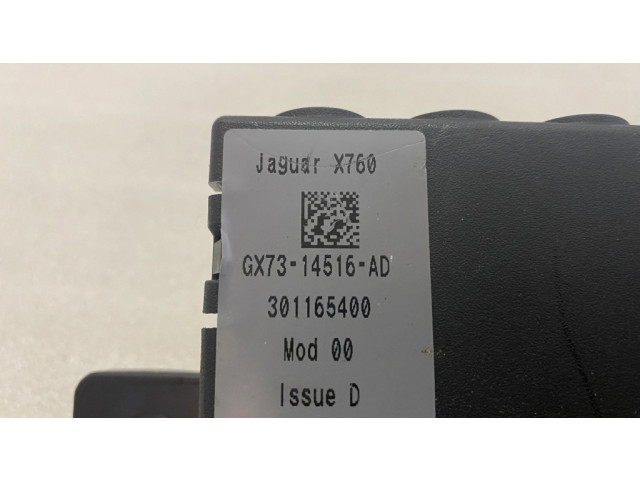 Jaguar X760
GX73-14516-AD
301165400
Mod 00
Issue D